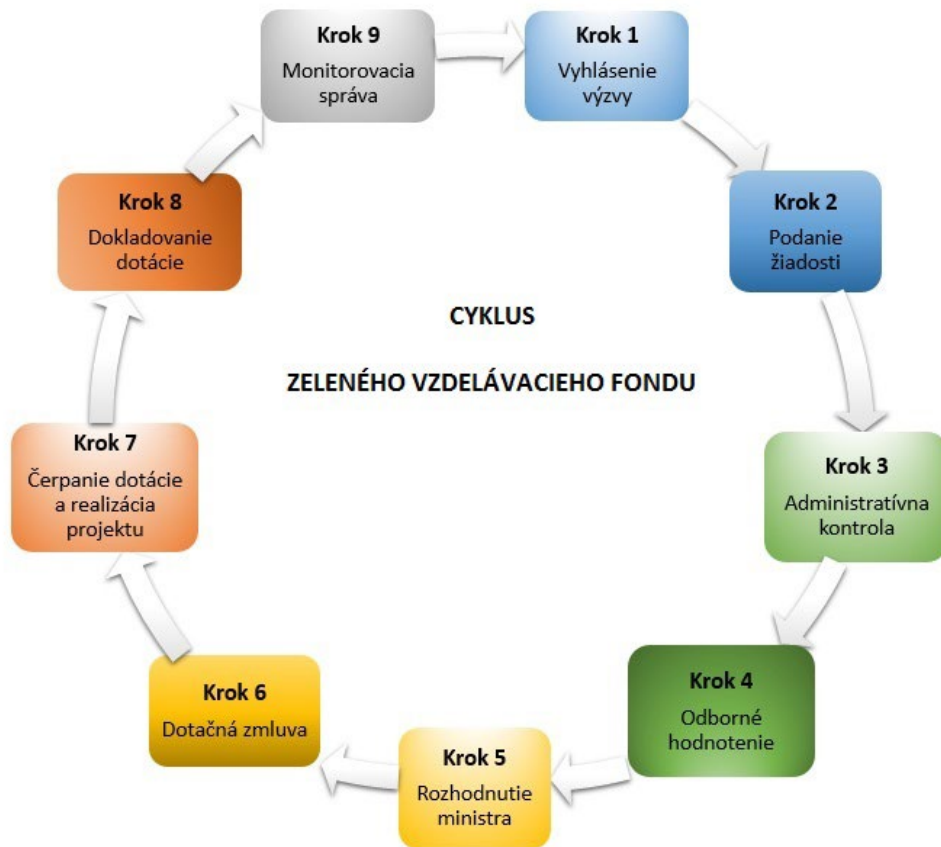 Krok 1
Vyhlásenie
výzvy
Krok 2
Podanie
žiadosti
Krok 3
Administratívna
kontrola
Krok 4
Odborné
hodnotenie
Krok 5
Rozhodnutie
ministra
Krok 6
Dotačná zmluva
Krok 7
Čerpanie dotácie
a realizácia
projektu
Krok 8
Dokladovanie
dotácie
Krok 9
Monitorovacia
správa
CYKLUS
ZELENÉHO VZDELÁVACIEHO FONDU